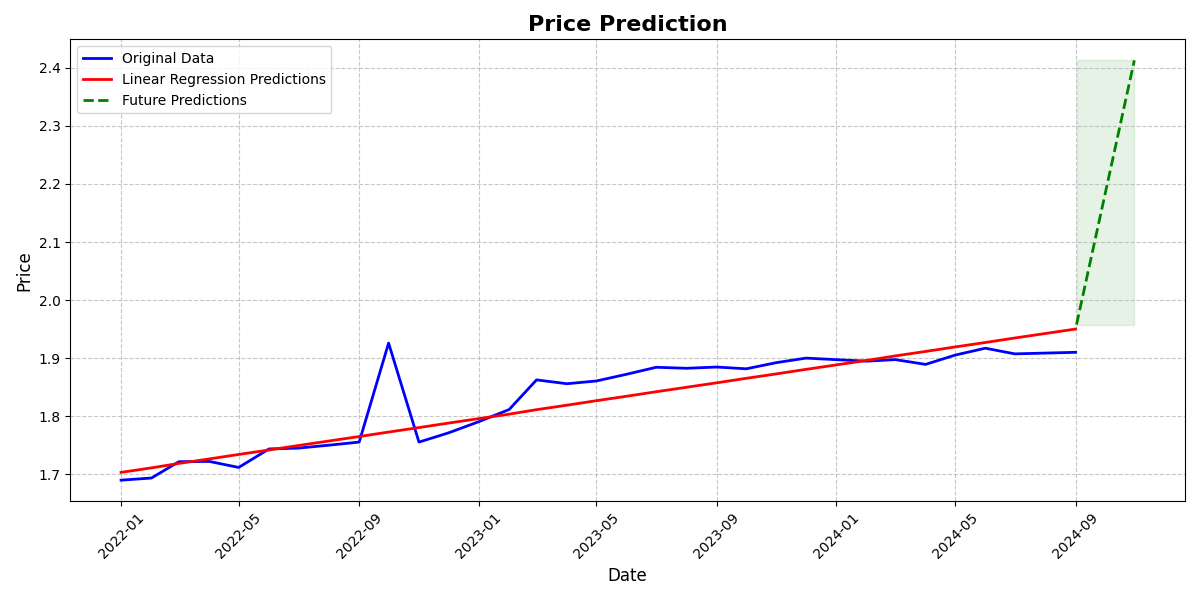 Price Prediction
Original Data
Linear Regression Predictions
Future Predictions
Price
2.4
2.3
2.2
2.1
2.0
1.9
1.8
1.7
2022-01
2022-05
2022-09
2023-01
2023-05
2023-09
2024-01
2024-05
2024-09
Date